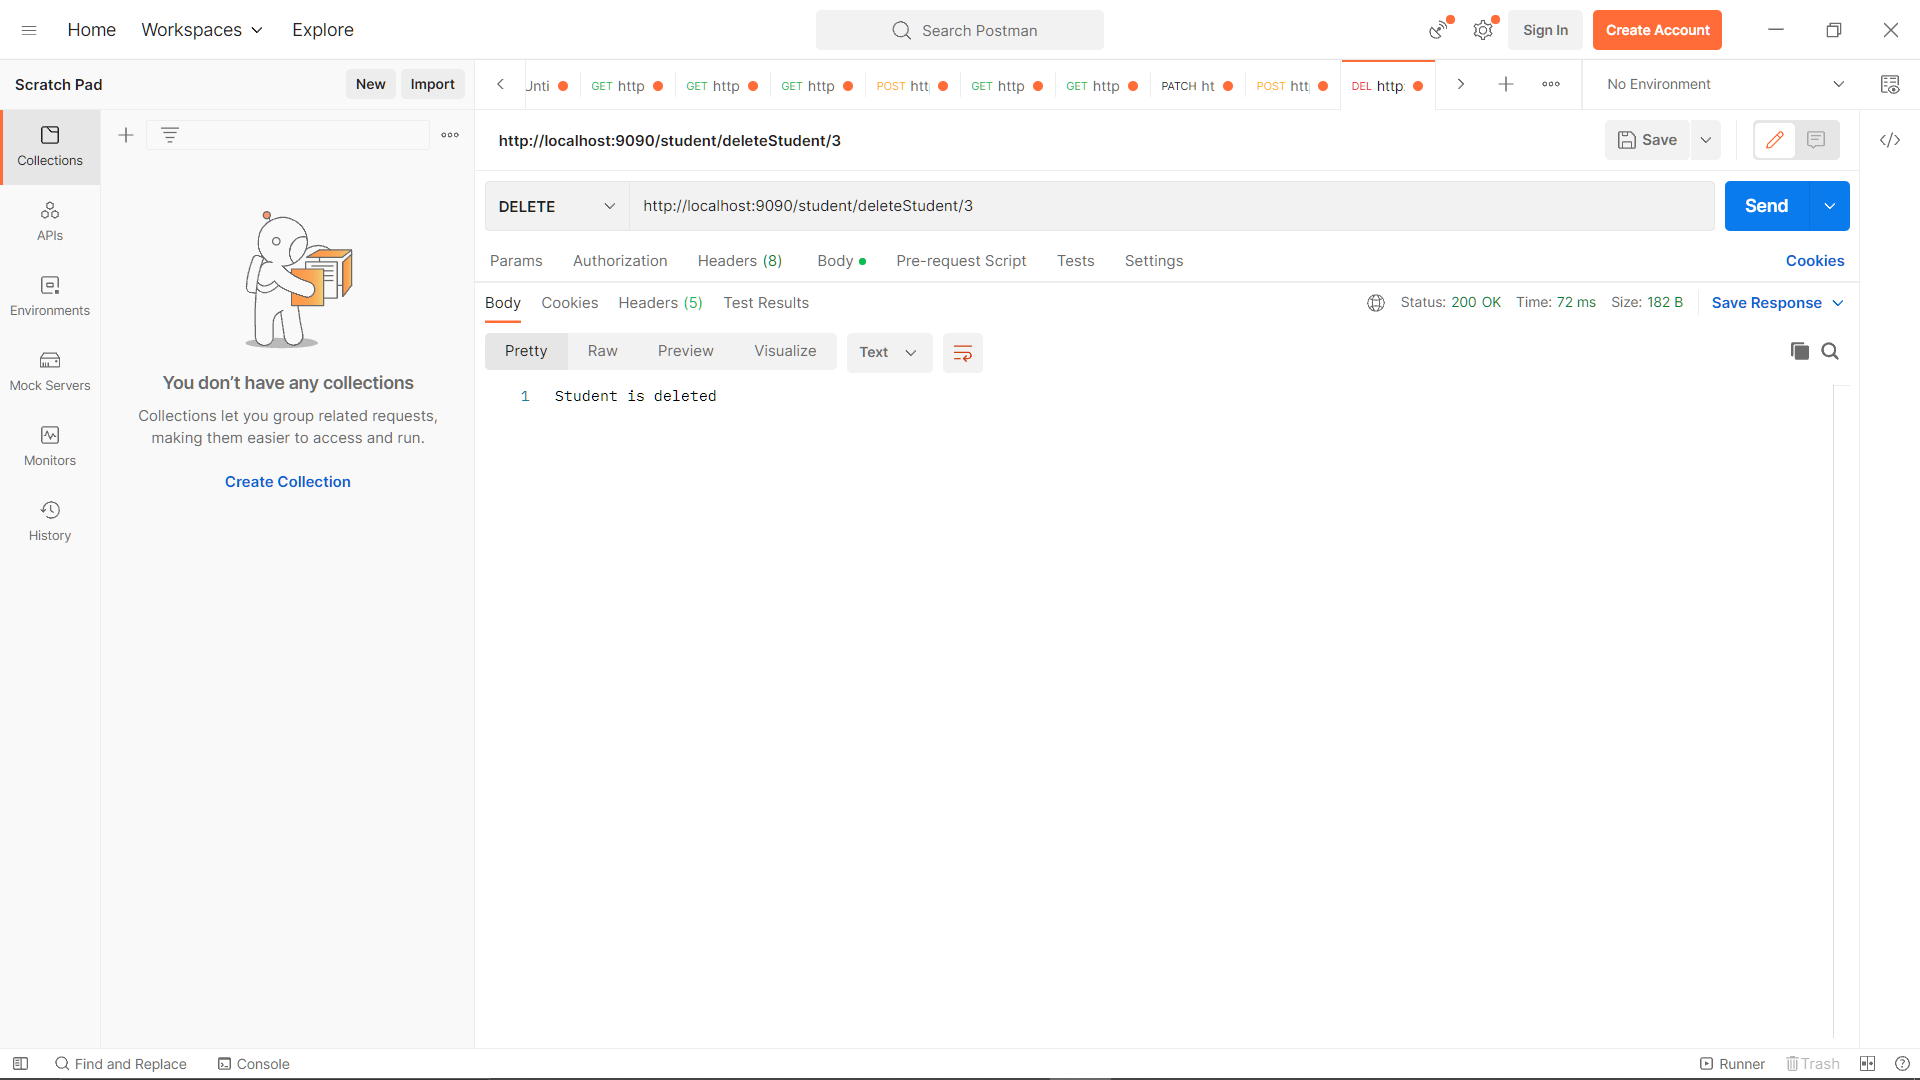 Home Workspaces Explore Search Postman Sign In Create Account
Scratch Pad New Import Unti GET http GET http GET http POST htt GET http GET http PATCH ht POST htt DEL http: No Environment
http://localhost:9090/student/deleteStudent/3 Save
Collections
DELETE http://localhost:9090/student/deleteStudent/3 Send
APIs
Params Authorization Headers (8) Body Pre-request Script Tests Settings Cookies
Environments
Body Cookies Headers (5) Test Results Status: 200 OK Time: 72 ms Size: 182 B Save Response
Pretty Raw Preview Visualize Text
Mock Servers
You don’t have any collections
1 Student is deleted
Collections let you group related requests,
making them easier to access and run.
Monitors
Create Collection
History
Find and Replace Console Runner Trash